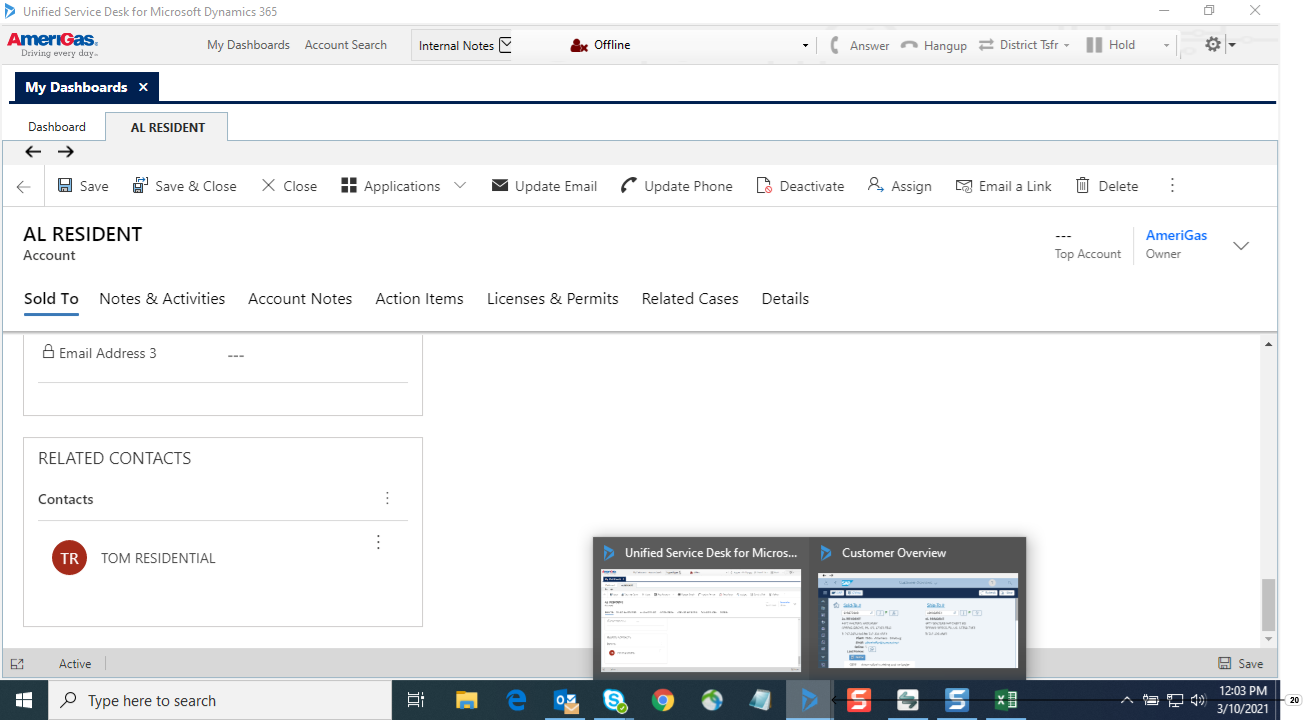 Unified Service Desk for Microsoft Dynamics 365
AmeriGas
Driving every day
My Dashboards Account Search Internal Notes Offline Answer Hangup District Tsfr Hold
My Dashboards ×
Dashboard AL RESIDENT
Save Save & Close Close Applications Update Email Update Phone Deactivate Assign Email a Link Delete
AL RESIDENT
Account
--- AmeriGas
Top Account Owner
Sold To Notes & Activities Account Notes Action Items Licenses & Permits Related Cases Details
Email Address 3 ---
RELATED CONTACTS
Contacts
TR TOM RESIDENTIAL
Unified Service Desk for Micros... Customer Overview
Active Save
Type here to search
12:03 PM
3/10/2021
20